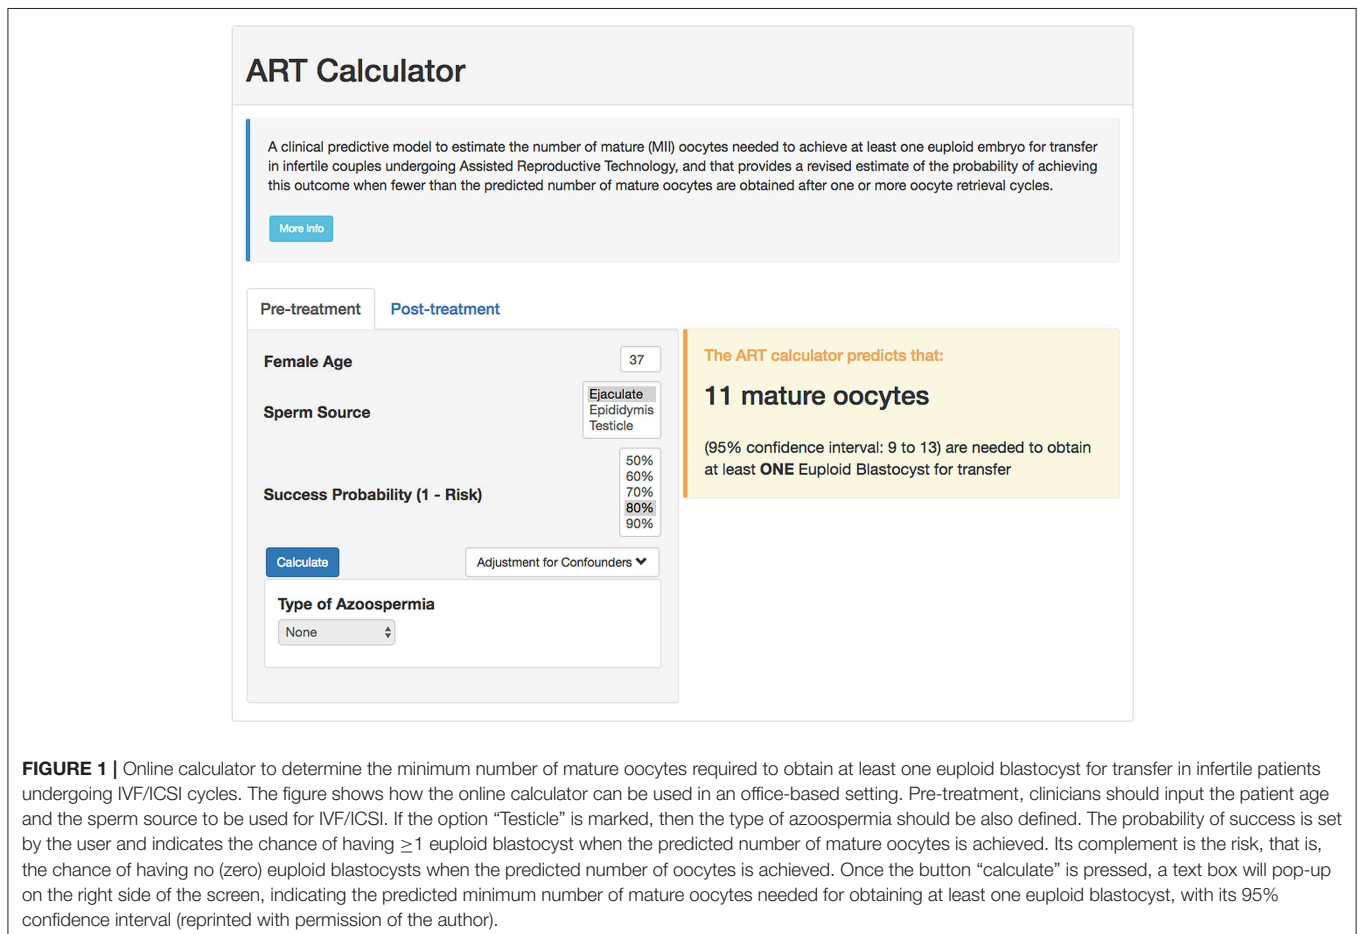 ART Calculator
A clinical predictive model to estimate the number of mature (MII) oocytes needed to achieve at least one euploid embryo for transfer
in infertile couples undergoing Assisted Reproductive Technology, and that provides a revised estimate of the probability of achieving
this outcome when fewer than the predicted number of mature oocytes are obtained after one or more oocyte retrieval cycles.
More info
Pre-treatment
Post-treatment
Female Age
37
Sperm Source
Ejaculate
Epididymis
Testicle
Success Probability (1 - Risk)
50%
60%
70%
80%
90%
Calculate
Adjustment for Confounders
Type of Azoospermia
None
The ART calculator predicts that:
11 mature oocytes
(95% confidence interval: 9 to 13) are needed to obtain
at least ONE Euploid Blastocyst for transfer
FIGURE 1 | Online calculator to determine the minimum number of mature oocytes required to obtain at least one euploid blastocyst for transfer in infertile patients
undergoing IVF/ICSI cycles. The figure shows how the online calculator can be used in an office-based setting. Pre-treatment, clinicians should input the patient age
and the sperm source to be used for IVF/ICSI. If the option “Testicle” is marked, then the type of azoospermia should be also defined. The probability of success is set
by the user and indicates the chance of having ≥1 euploid blastocyst when the predicted number of mature oocytes is achieved. Its complement is the risk, that is,
the chance of having no (zero) euploid blastocysts when the predicted number of oocytes is achieved. Once the button “calculate” is pressed, a text box will pop-up
on the right side of the screen, indicating the predicted minimum number of mature oocytes needed for obtaining at least one euploid blastocyst, with its 95%
confidence interval (reprinted with permission of the author).